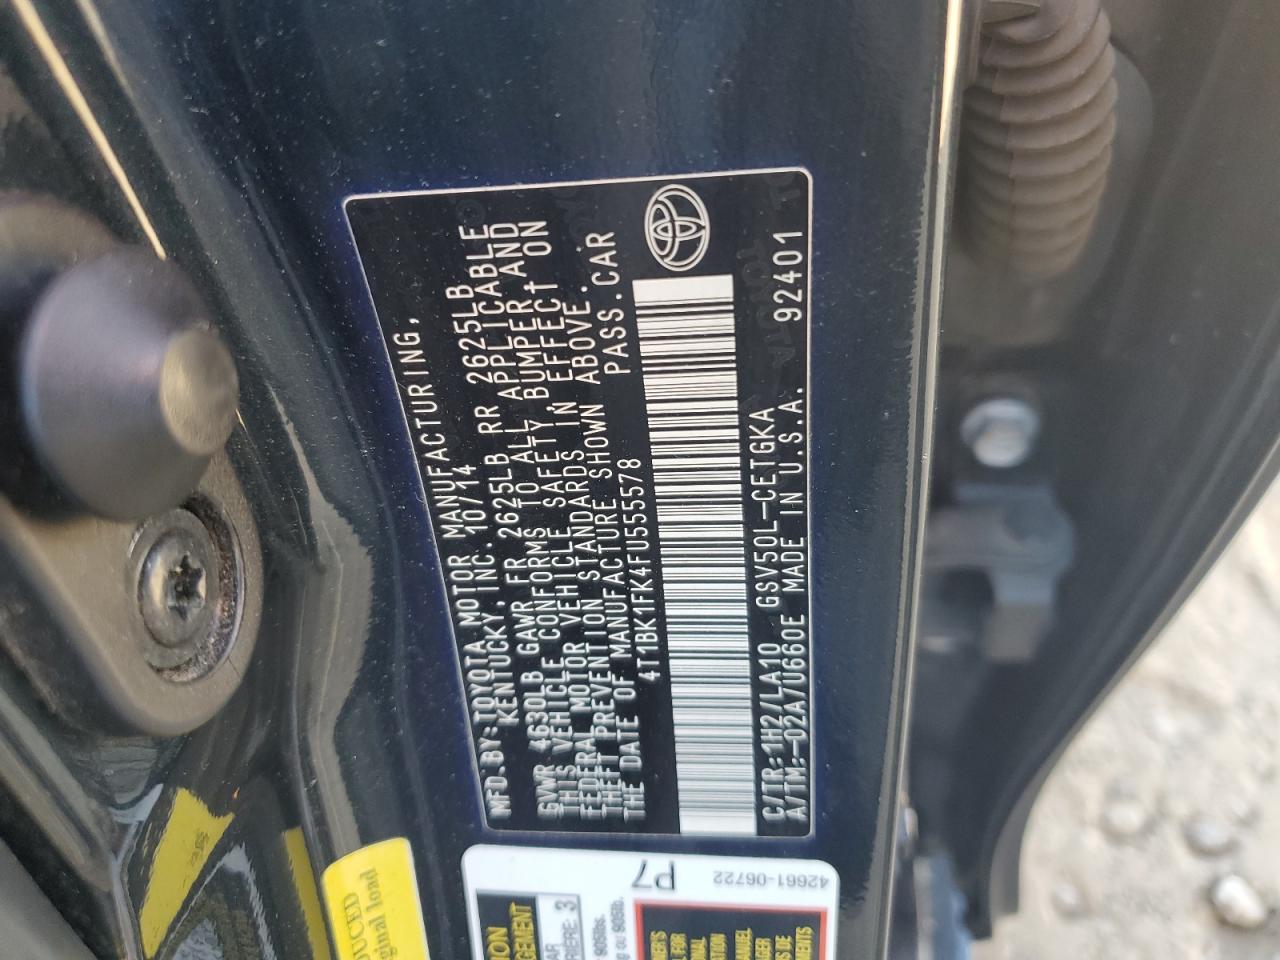 MFD.BY:TOYOTA MOTOR MANUFACTURING,
KENTUCKY, INC. 10/14
GVWR 4630LB GAWR FR 2625LB RR 2625LB
THIS VEHICLE CONFORMS TO ALL APPLICABLE
FEDERAL MOTOR VEHICLE SAFETY,BUMPER,AND
THEFT PREVENTION STANDARDS IN EFFECT ON
THE DATE OF MANUFACTURE SHOWN ABOVE.
4T1BK1FK4FU555578 PASS.CAR
C/TR:1H2/LA10 GSV50L-CETGKA
A/TM:-02A/U660E MADE IN U.S.A. 92401
TOYOTA
P7
42661-06722
3